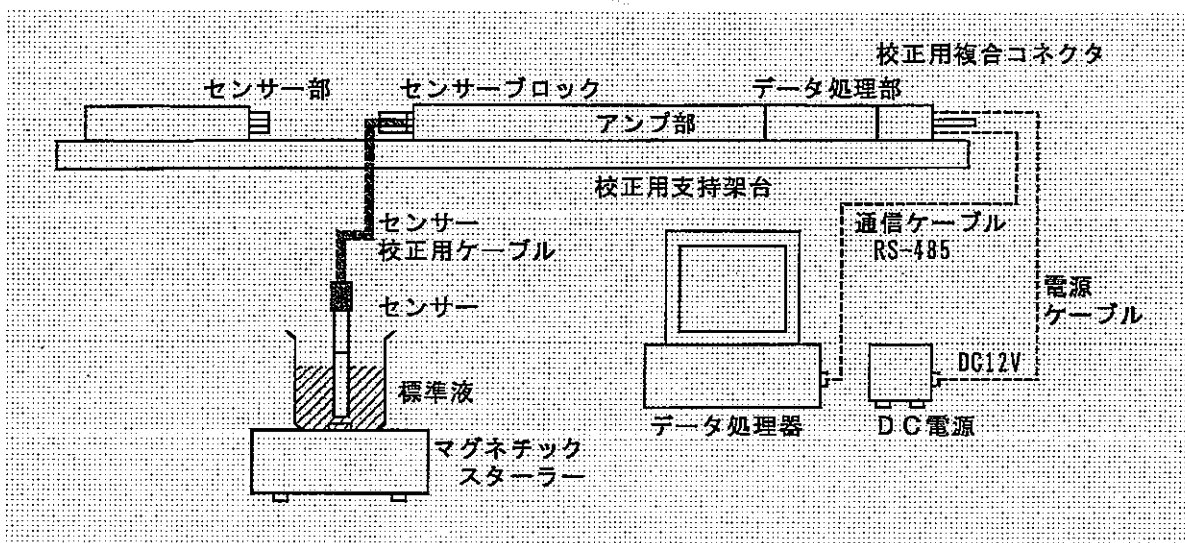 校正用複合コネクタ
センサー部
センサーブロック
データ処理部
アンプ部
校正用支持架台
センサー
校正用ケーブル
通信ケーブル
RS-485
センサー
電源
ケーブル
DC12V
標準液
データ処理器
DC電源
マグネチック
スターラー